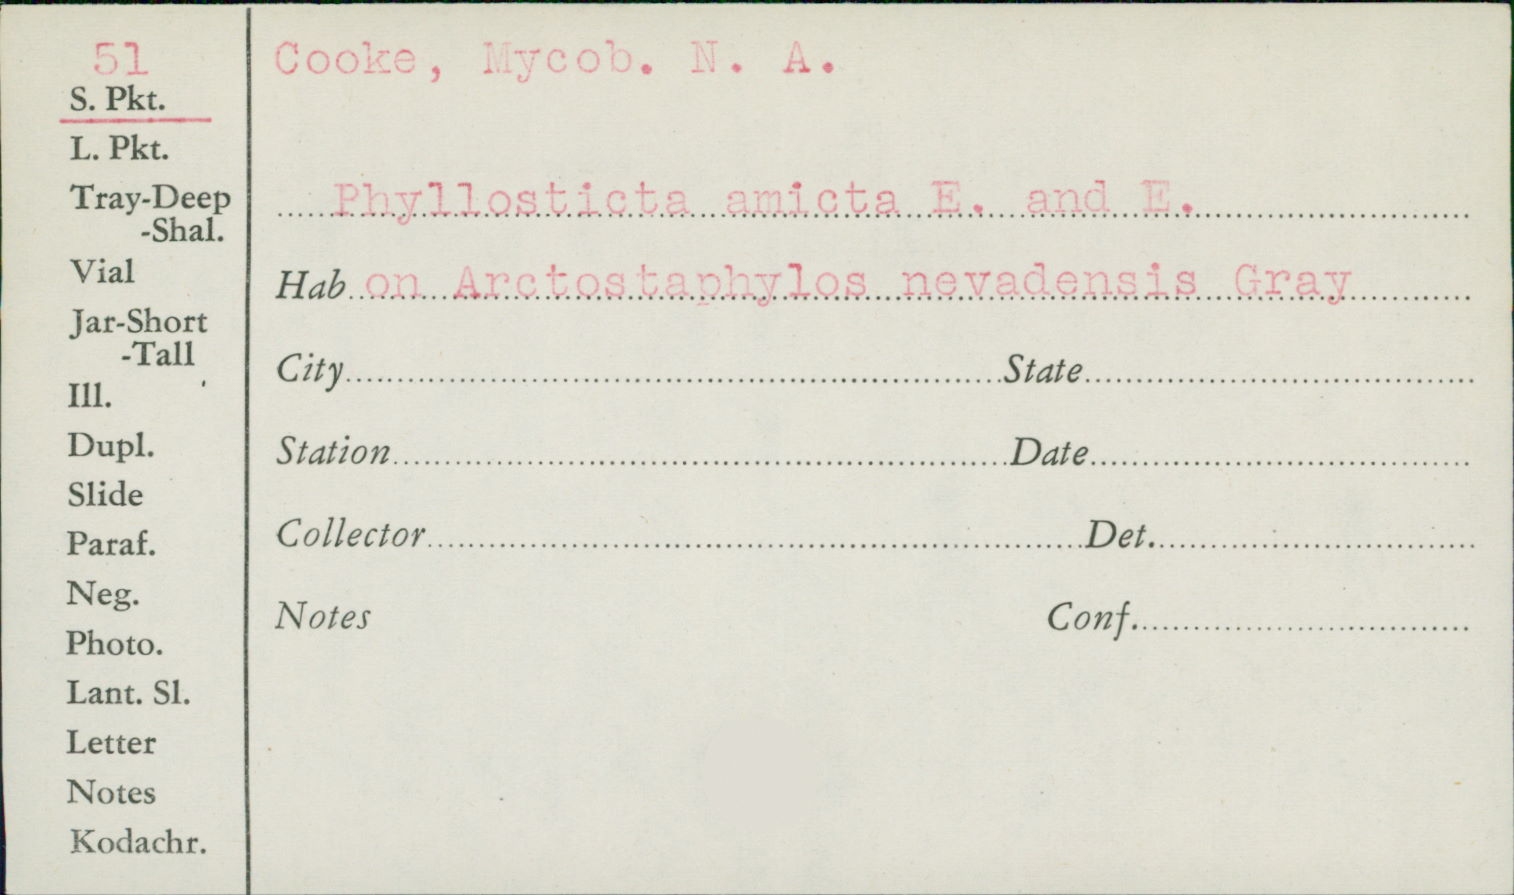 51
S. Pkt.
L. Pkt.
Tray-Deep
-Shal.
Vial
Jar-Short
-Tall
Ill.
Dupl.
Slide
Paraf.
Neg.
Photo.
Lant. Sl.
Letter
Notes
Kodachr.
Cooke, Mycob. N. A.
Phyllosticta amicta E. and E.
Hab on Arctostaphylos nevadensis Gray
City State
Station Date
Collector Det.
Notes Conf.